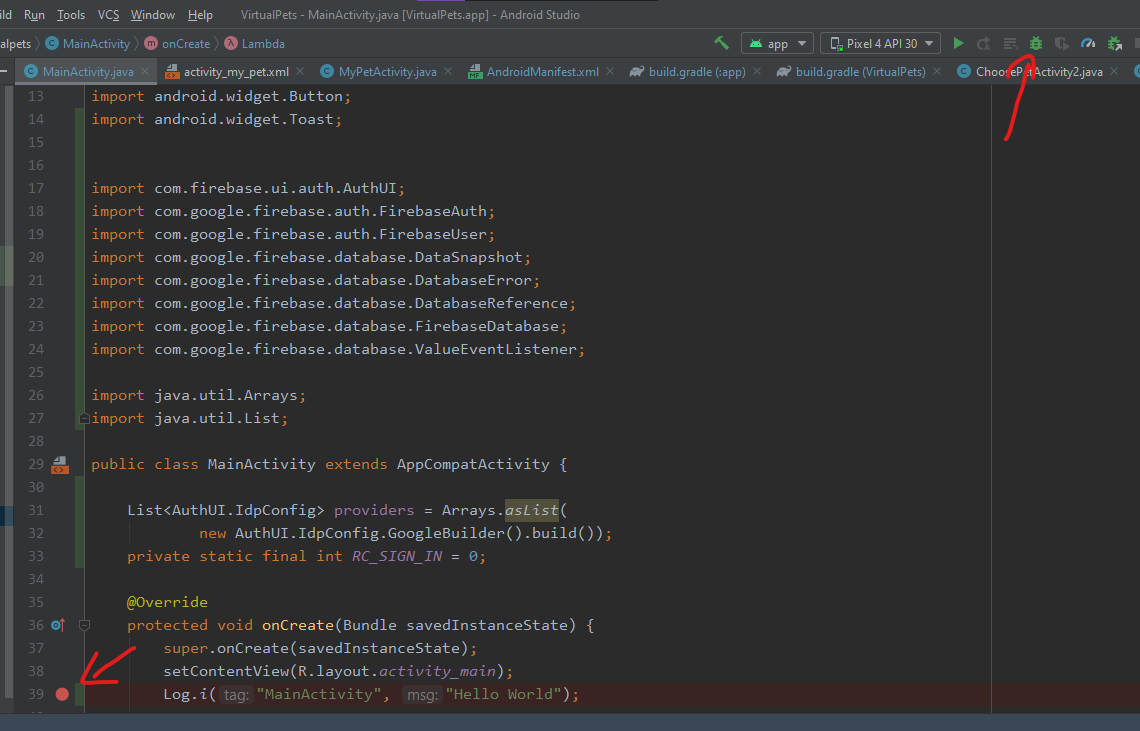 ild Run Tools VCS Window Help VirtualPets - MainActivity.java [VirtualPets.app] - Android Studio
alpets MainActivity onCreate Lambda app Pixel 4 API 30
MainActivity.java activity_my_pet.xml MyPetActivity.java AndroidManifest.xml build.gradle (:app) build.gradle (VirtualPets) ChoosePetActivity2.java
13 import android.widget.Button;
14 import android.widget.Toast;
15
16
17 import com.firebase.ui.auth.AuthUI;
18 import com.google.firebase.auth.FirebaseAuth;
19 import com.google.firebase.auth.FirebaseUser;
20 import com.google.firebase.database.DataSnapshot;
21 import com.google.firebase.database.DatabaseError;
22 import com.google.firebase.database.DatabaseReference;
23 import com.google.firebase.database.FirebaseDatabase;
24 import com.google.firebase.database.ValueEventListener;
25
26 import java.util.Arrays;
27 import java.util.List;
28
29 public class MainActivity extends AppCompatActivity {
30
31 List<AuthUI.IdpConfig> providers = Arrays.asList(
32 new AuthUI.IdpConfig.GoogleBuilder().build());
33 private static final int RC_SIGN_IN = 0;
34
35 @Override
36 protected void onCreate(Bundle savedInstanceState) {
37 super.onCreate(savedInstanceState);
38 setContentView(R.layout.activity_main);
39 Log.i( tag: "MainActivity", msg: "Hello World");